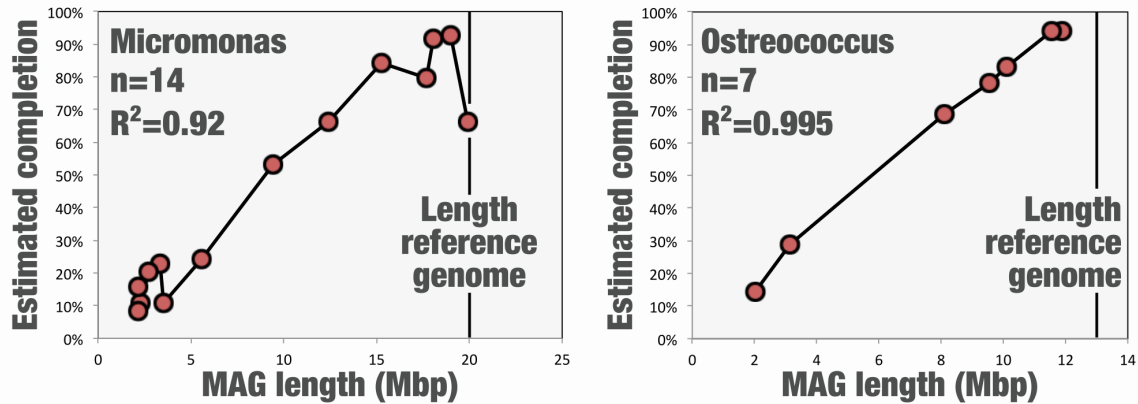 Estimated completion
100%
90%
80%
70%
60%
50%
40%
30%
20%
10%
0%
Micromonas
n=14
R²=0.92
Length
reference
genome
0 5 10 15 20 25
MAG length (Mbp)
Estimated completion
100%
90%
80%
70%
60%
50%
40%
30%
20%
10%
0%
Ostreococcus
n=7
R²=0.995
Length
reference
genome
0 2 4 6 8 10 12 14
MAG length (Mbp)